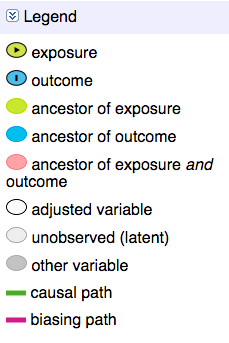 Legend
exposure
outcome
ancestor of exposure
ancestor of outcome
ancestor of exposure and
outcome
adjusted variable
unobserved (latent)
other variable
causal path
biasing path